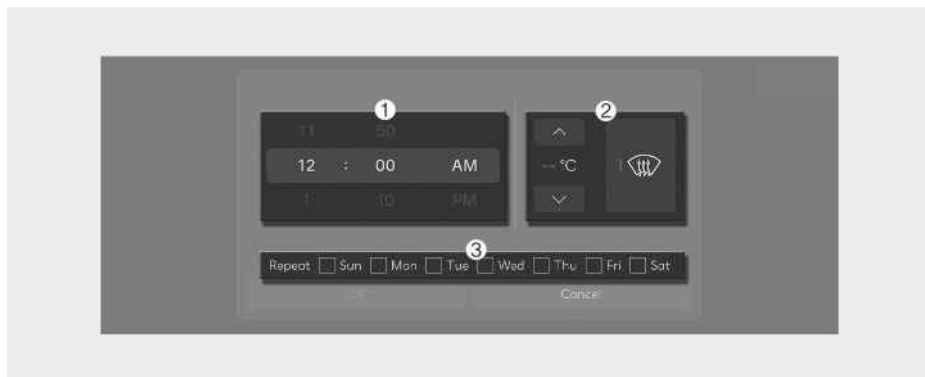 1
2
11 50
12 : 00 AM
1 10 PM
-- °C
3
Repeat Sun Mon Tue Wed Thu Fri Sat
OK Cancel